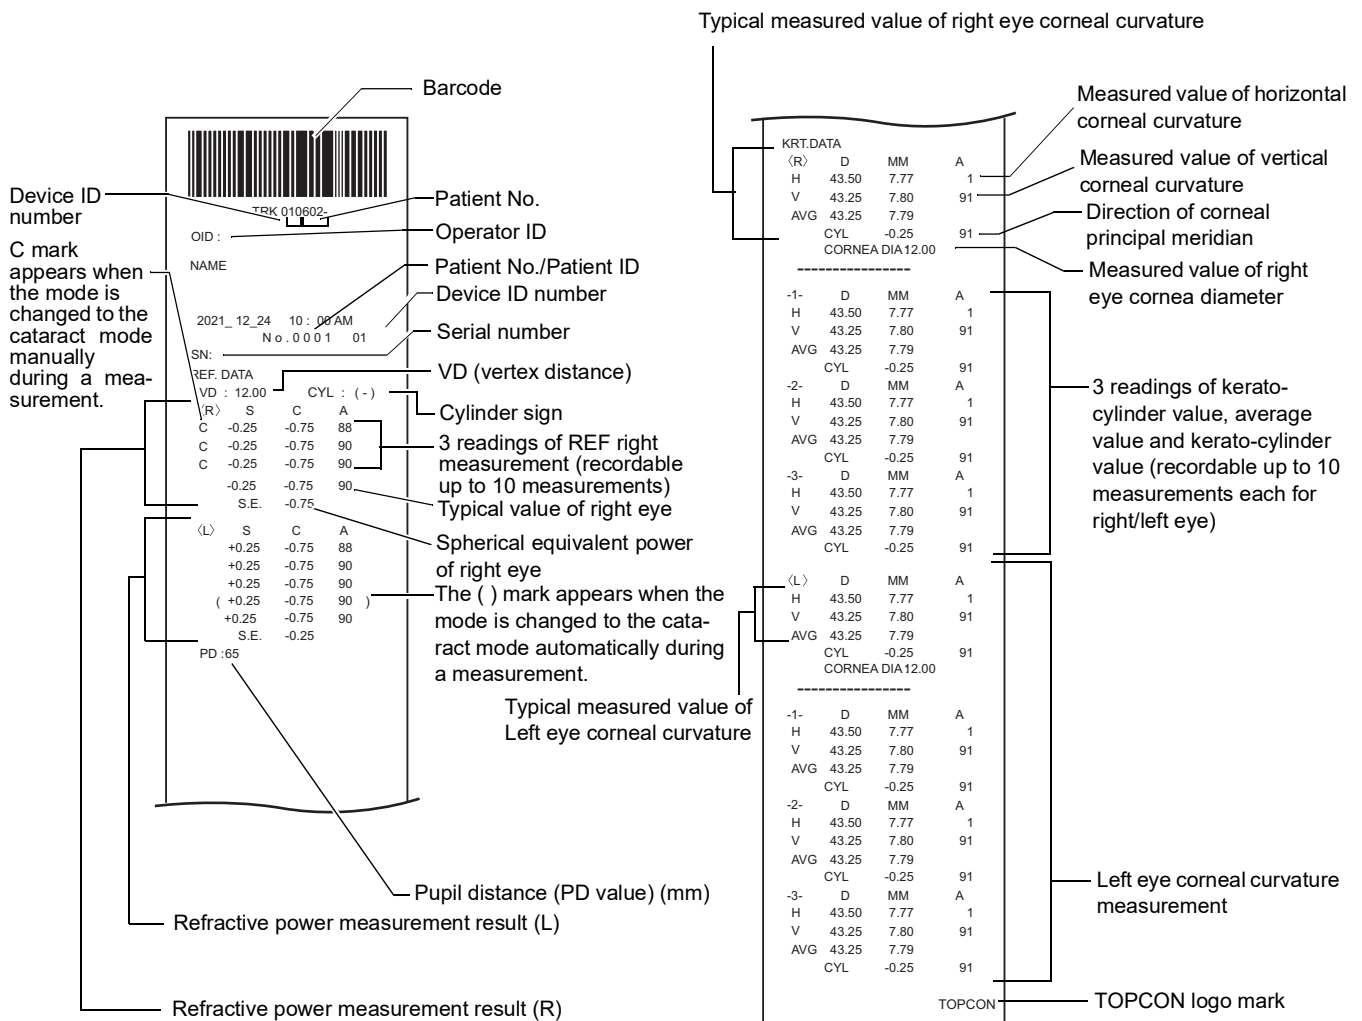 Typical measured value of right eye corneal curvature
Barcode
Device ID
number
TRK 010602-
Patient No.
OID :
Operator ID
C mark
appears when
the mode is
changed to the
cataract mode
manually
during a mea-
surement.
NAME
Patient No./Patient ID
Device ID number
2021_ 12_24 10 : 00 AM
No.0001 01
Serial number
SN:
REF. DATA
VD (vertex distance)
VD : 12.00 CYL : (-)
Cylinder sign
〈R〉 S C A
C -0.25 -0.75 88
C -0.25 -0.75 90
C -0.25 -0.75 90
3 readings of REF right
measurement (recordable
up to 10 measurements)
-0.25 -0.75 90
Typical value of right eye
S.E. -0.75
Spherical equivalent power
of right eye
〈L〉 S C A
+0.25 -0.75 88
+0.25 -0.75 90
+0.25 -0.75 90
( +0.25 -0.75 90 )
+0.25 -0.75 90
S.E. -0.25
The ( ) mark appears when the
mode is changed to the cata-
ract mode automatically during
a measurement.
PD :65
Pupil distance (PD value) (mm)
Refractive power measurement result (L)
Refractive power measurement result (R)
KRT.DATA
〈R〉 D MM A
H 43.50 7.77 1
V 43.25 7.80 91
AVG 43.25 7.79
CYL -0.25 91
CORNEA DIA 12.00
----------------
Measured value of horizontal
corneal curvature
Measured value of vertical
corneal curvature
Direction of corneal
principal meridian
Measured value of right
eye cornea diameter
-1- D MM A
H 43.50 7.77 1
V 43.25 7.80 91
AVG 43.25 7.79
CYL -0.25 91
-2- D MM A
H 43.50 7.77 1
V 43.25 7.80 91
AVG 43.25 7.79
CYL -0.25 91
-3- D MM A
H 43.50 7.77 1
V 43.25 7.80 91
AVG 43.25 7.79
CYL -0.25 91
3 readings of kerato-
cylinder value, average
value and kerato-cylinder
value (recordable up to 10
measurements each for
right/left eye)
〈L〉 D MM A
H 43.50 7.77 1
V 43.25 7.80 91
AVG 43.25 7.79
CYL -0.25 91
CORNEA DIA 12.00
----------------
Typical measured value of
Left eye corneal curvature
-1- D MM A
H 43.50 7.77 1
V 43.25 7.80 91
AVG 43.25 7.79
CYL -0.25 91
-2- D MM A
H 43.50 7.77 1
V 43.25 7.80 91
AVG 43.25 7.79
CYL -0.25 91
-3- D MM A
H 43.50 7.77 1
V 43.25 7.80 91
AVG 43.25 7.79
CYL -0.25 91
Left eye corneal curvature
measurement
TOPCON
TOPCON logo mark